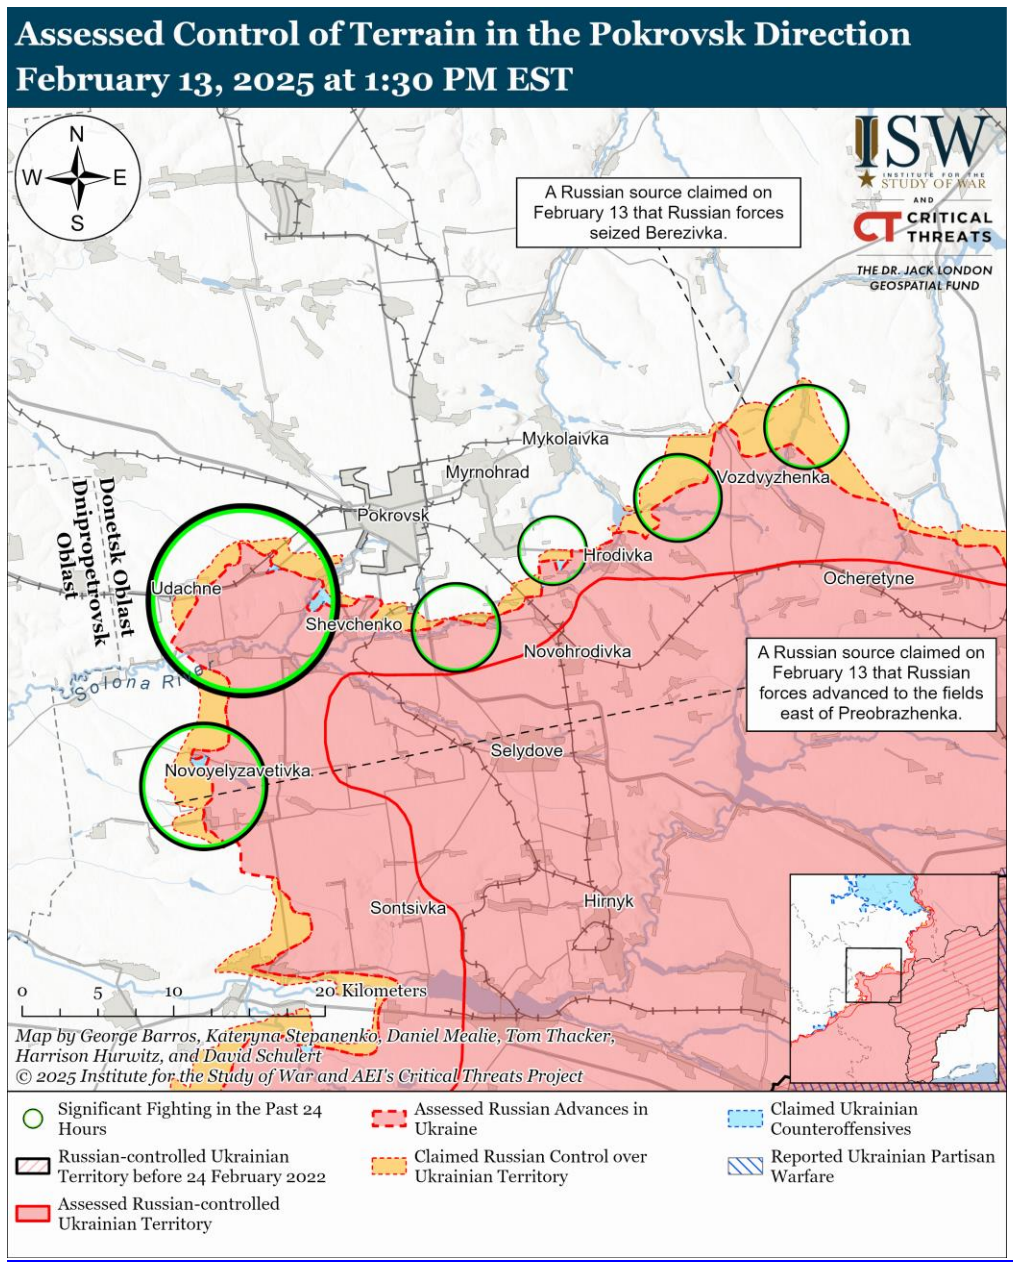 Assessed Control of Terrain in the Pokrovsk Direction
February 13, 2025 at 1:30 PM EST
N
W E
S
ISW
INSTITUTE FOR THE
STUDY OF WAR
AND
CT CRITICAL
THREATS
THE DR. JACK LONDON
GEOSPATIAL FUND
A Russian source claimed on
February 13 that Russian forces
seized Berezivka.
Mykolaivka
Myrnohrad
Vozdvyzhenka
Pokrovsk
Donetsk Oblast
Dnipropetrovsk
Oblast
Hrodivka
Ocheretyne
Udachne
Shevchenko
Novohrodivka
A Russian source claimed on
February 13 that Russian
forces advanced to the fields
east of Preobrazhenka.
Solona River
Selydove
Novoyelyzavetivka
Sontsivka
Hirnyk
0 5 10 20 Kilometers
Map by George Barros, Kateryna Stepanenko, Daniel Mealie, Tom Thacker,
Harrison Hurwitz, and David Schulert
© 2025 Institute for the Study of War and AEI's Critical Threats Project
Significant Fighting in the Past 24
Hours
Russian-controlled Ukrainian
Territory before 24 February 2022
Assessed Russian-controlled
Ukrainian Territory
Assessed Russian Advances in
Ukraine
Claimed Russian Control over
Ukrainian Territory
Claimed Ukrainian
Counteroffensives
Reported Ukrainian Partisan
Warfare